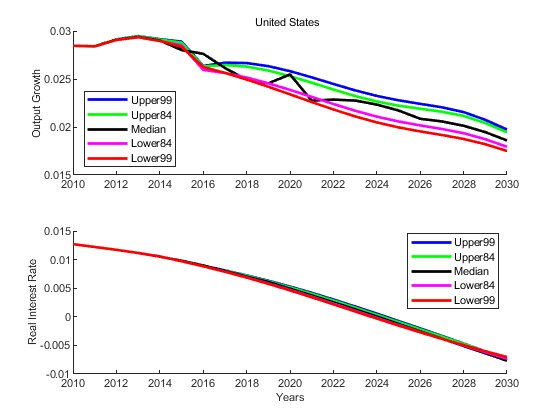 United States
0.03
0.025
0.02
0.015
Output Growth
Upper99
Upper84
Median
Lower84
Lower99
2010 2012 2014 2016 2018 2020 2022 2024 2026 2028 2030
0.015
0.01
0.005
0
-0.005
-0.01
Real Interest Rate
Upper99
Upper84
Median
Lower84
Lower99
2010 2012 2014 2016 2018 2020 2022 2024 2026 2028 2030
Years